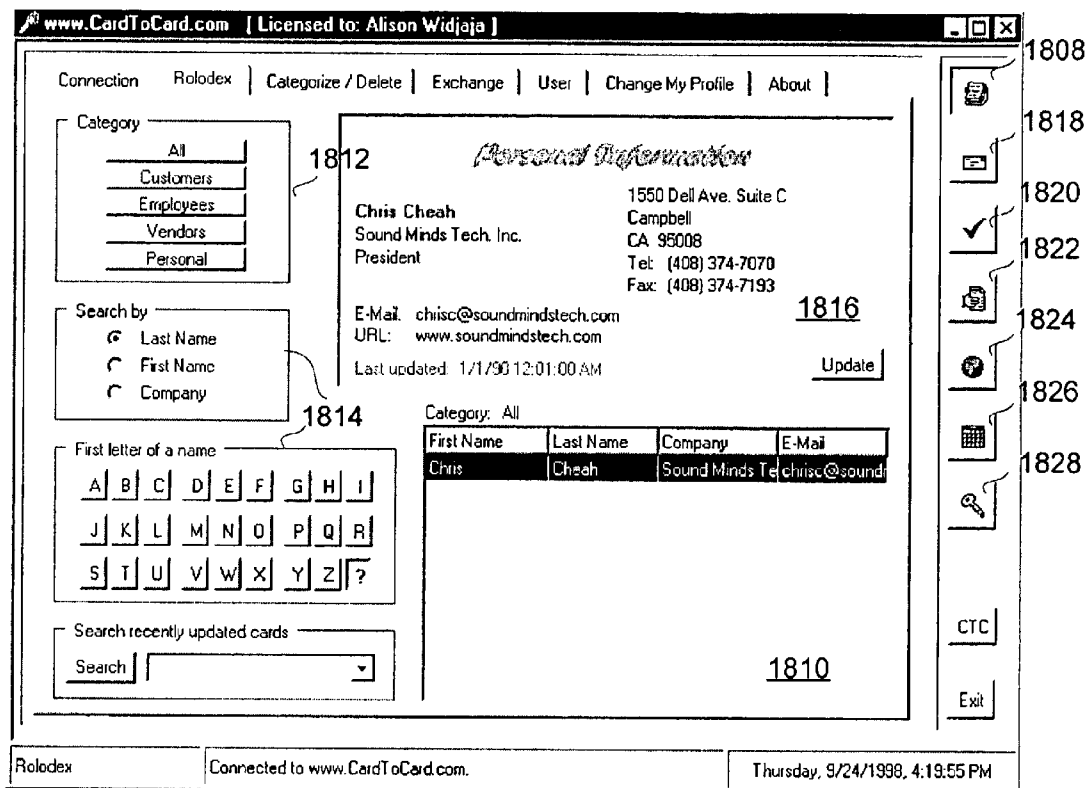 www.CardToCard.com [ Licensed to: Alison Widjaja ]
1808
Connection Rolodex Categorize / Delete Exchange User Change My Profile About
Category
All
Customers
Employees
Vendors
Personal
1812
Personal Information
Chris Cheah
Sound Minds Tech. Inc.
President
1550 Dell Ave. Suite C
Campbell
CA 95008
Tel: (408) 374-7070
Fax: (408) 374-7193
E-Mail: chrisc@soundmindstech.com
URL: www.soundmindstech.com
1816
Last updated: 1/1/90 12:01:00 AM
Update
1818
1820
1822
1824
1826
1828
Search by
Last Name
First Name
Company
1814
First letter of a name
A B C D E F G H I
J K L M N O P Q R
S T U V W X Y Z ?
Search recently updated cards
Search
Category: All
First Name Last Name Company E-Mail
Chris Cheah Sound Minds Te chrisc@soundr
1810
CTC
Exit
Rolodex Connected to www.CardToCard.com. Thursday, 9/24/1998, 4:19:55 PM